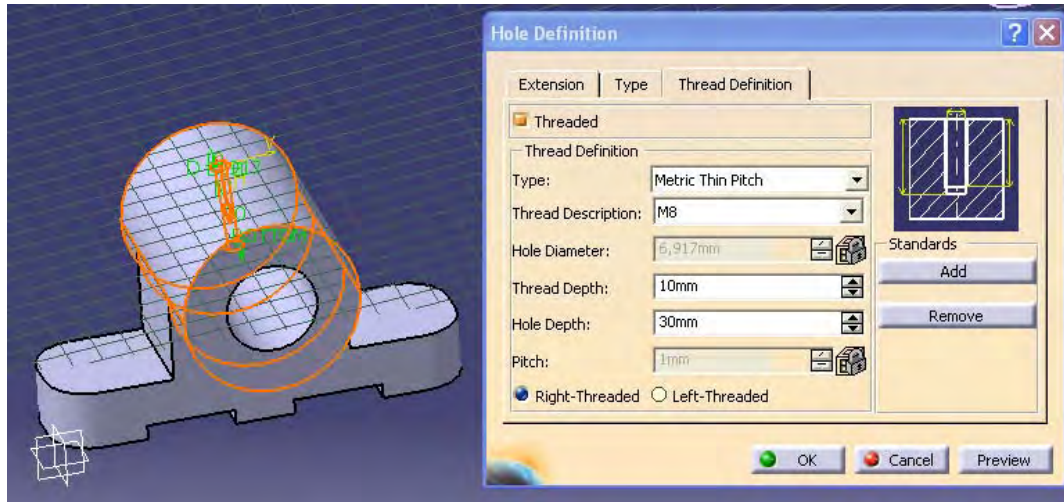 Hole Definition
Extension Type Thread Definition
Threaded
Thread Definition
Type: Metric Thin Pitch
Thread Description: M8
Hole Diameter: 6,917mm
Thread Depth: 10mm
Hole Depth: 30mm
Pitch: 1mm
Right-Threaded Left-Threaded
Standards
Add
Remove
OK Cancel Preview